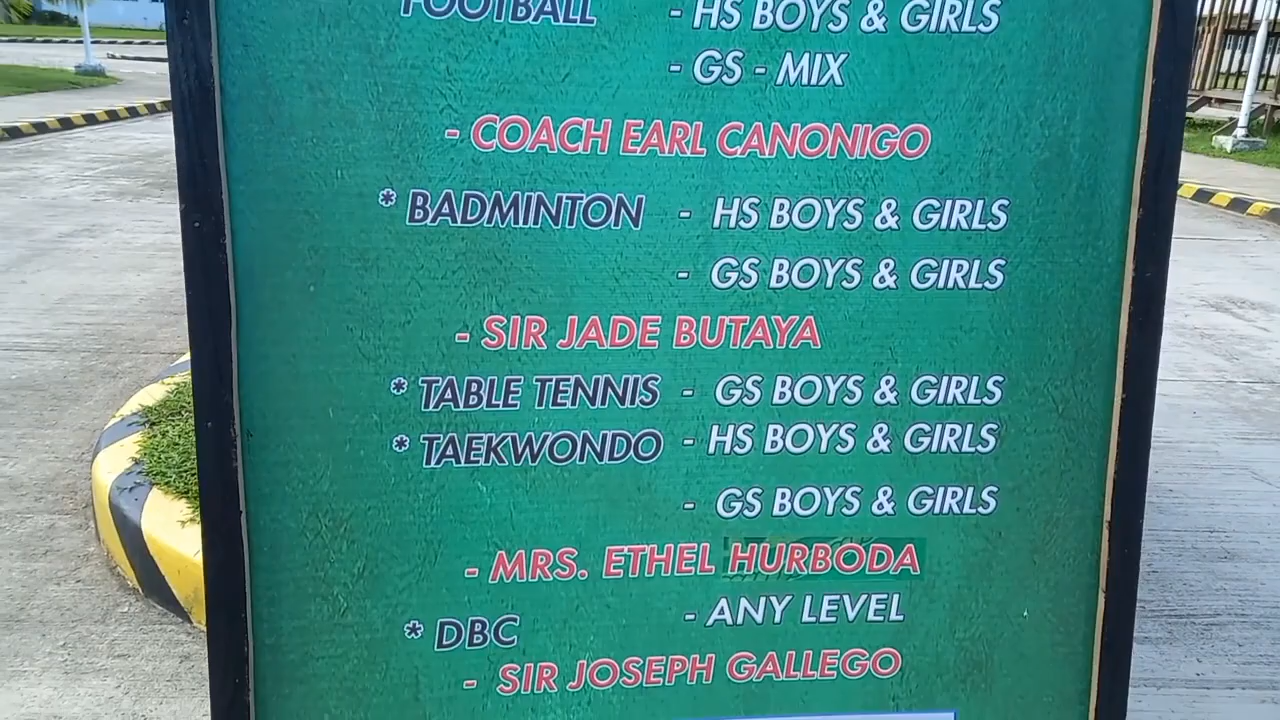 FOOTBALL - HS BOYS & GIRLS
- GS - MIX
- COACH EARL CANONIGO
* BADMINTON - HS BOYS & GIRLS
- GS BOYS & GIRLS
- SIR JADE BUTAYA
* TABLE TENNIS - GS BOYS & GIRLS
* TAEKWONDO - HS BOYS & GIRLS
- GS BOYS & GIRLS
- MRS. ETHEL HURBODA
* DBC - ANY LEVEL
- SIR JOSEPH GALLEGO